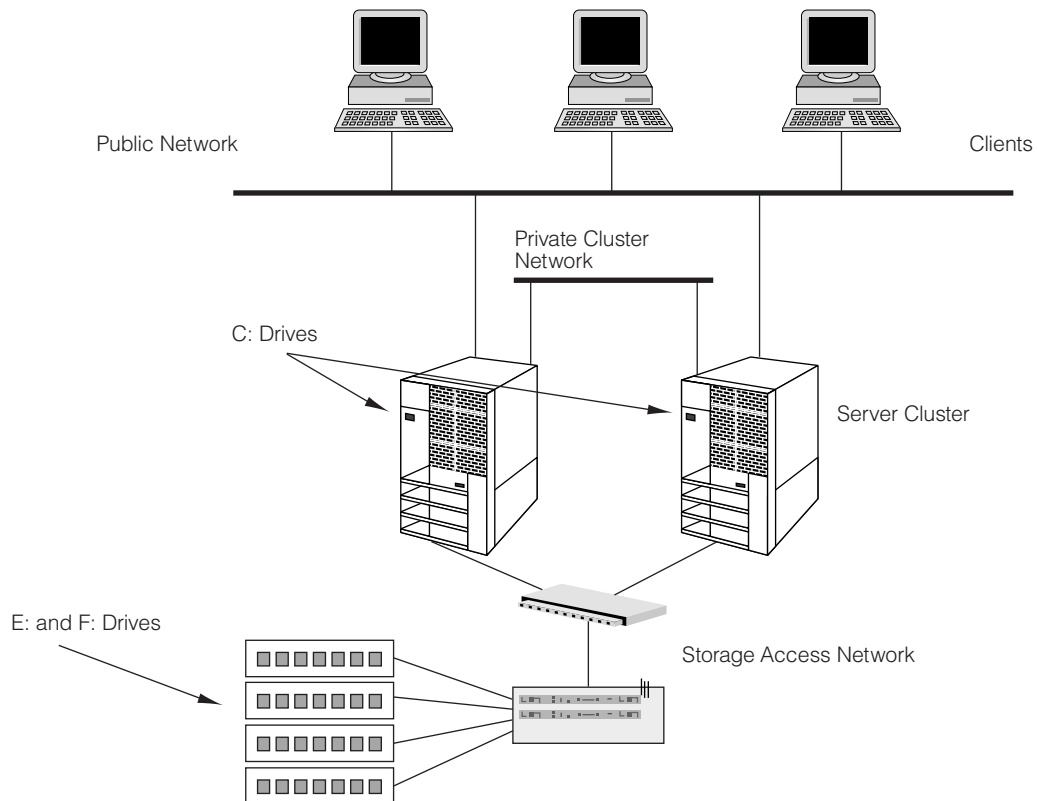 Public Network
Clients
Private Cluster
Network
C: Drives
Server Cluster
E: and F: Drives
Storage Access Network